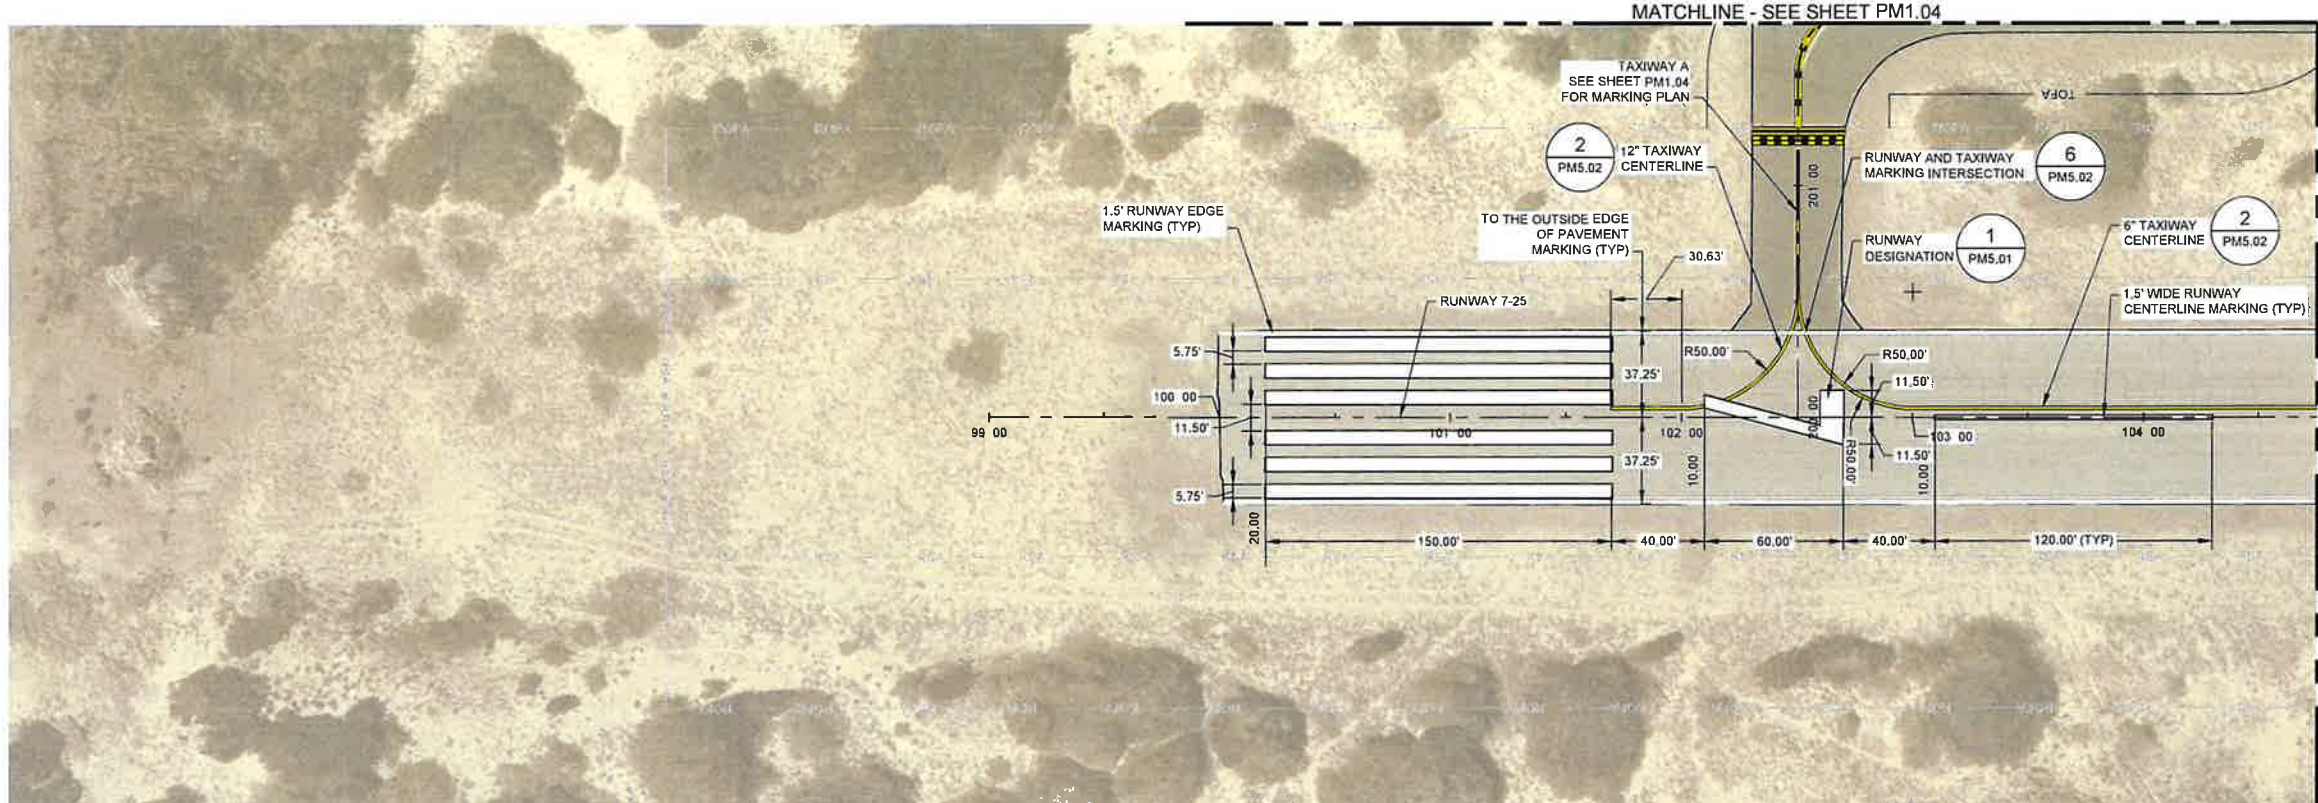 MATCHLINE - SEE SHEET PM1.04
TAXIWAY A
SEE SHEET PM1.04
FOR MARKING PLAN
TOFA
2
PM5.02
12" TAXIWAY
CENTERLINE
RUNWAY AND TAXIWAY
MARKING INTERSECTION
6
PM5.02
201 00
1.5' RUNWAY EDGE
MARKING (TYP)
TO THE OUTSIDE EDGE
OF PAVEMENT
MARKING (TYP)
30.63'
RUNWAY
DESIGNATION
1
PM5.01
6" TAXIWAY
CENTERLINE
2
PM5.02
RUNWAY 7-25
1.5' WIDE RUNWAY
CENTERLINE MARKING (TYP)
5.75'
R50.00'
R50.00'
37.25'
11.50'
100 00
11.50'
99 00
101 00
102 00
200 00
103 00
104 00
37.25'
10.00
R50.00'
11.50'
10.00
5.75'
20.00
150.00'
40.00'
60.00'
40.00'
120.00' (TYP)